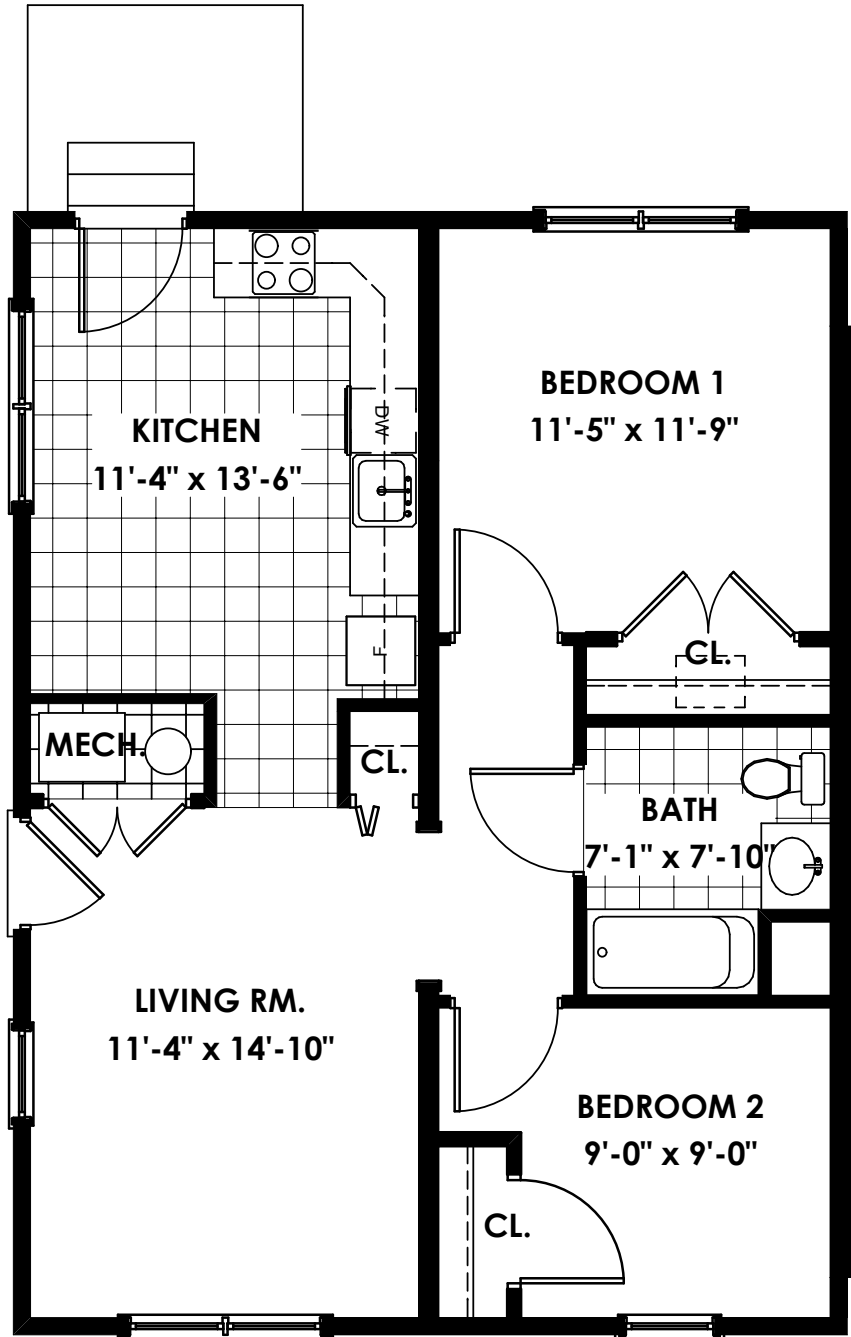 BEDROOM 1
11'-5" x 11'-9"
KITCHEN
11'-4" x 13'-6"
DW
F
CL.
MECH.
CL.
BATH
7'-1" x 7'-10"
LIVING RM.
11'-4" x 14'-10"
BEDROOM 2
9'-0" x 9'-0"
CL.